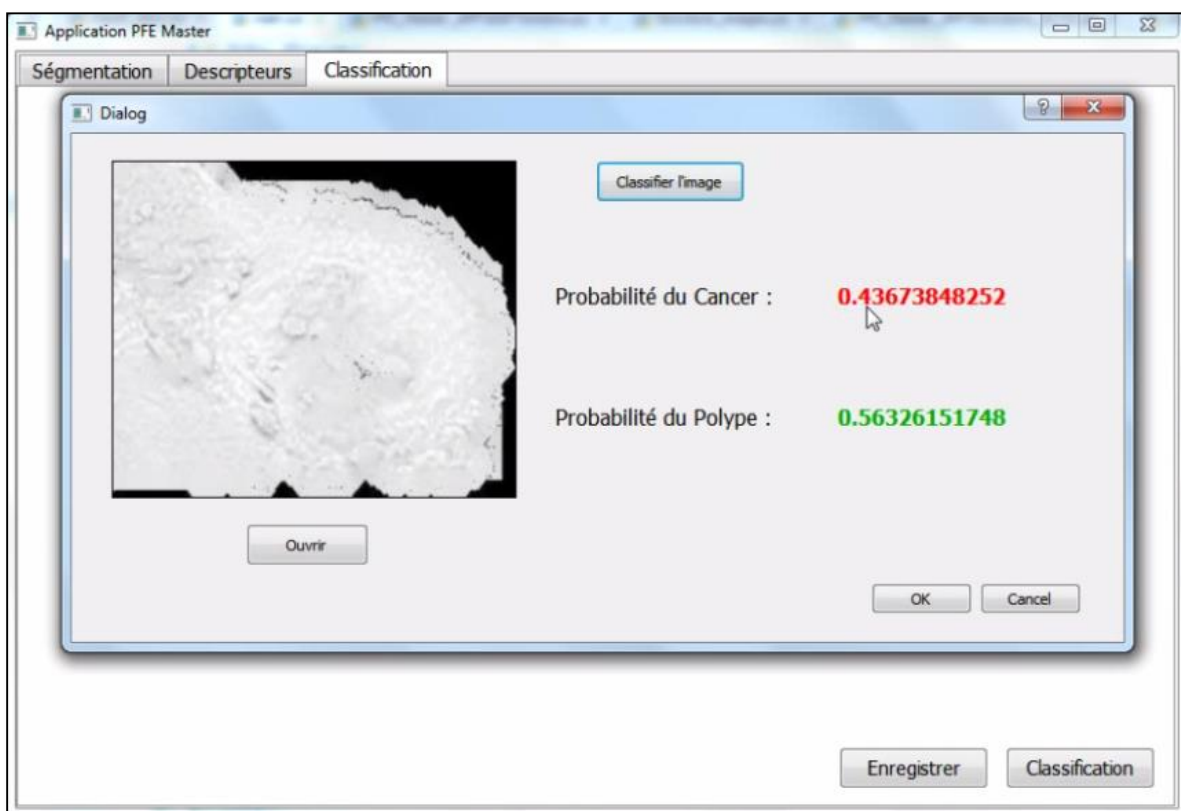 Application PFE Master
Ségmentation Descripteurs Classification
Dialog
Classifier l'image
Probabilité du Cancer : 0.43673848252
Probabilité du Polype : 0.56326151748
Ouvrir
OK Cancel
Enregistrer Classification